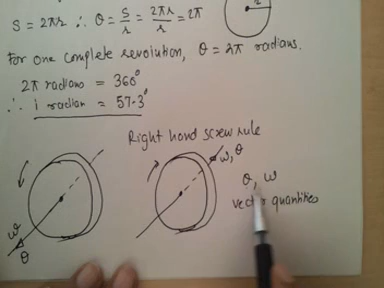 S = 2πr ∴ θ = S/r = 2πr/r = 2π
r
For one complete revolution, θ = 2π radians.
2π radians = 360°
∴ 1 radian = 57.3°
Right hand screw rule
ω, θ
θ, ω
vector quantities
ω
θ